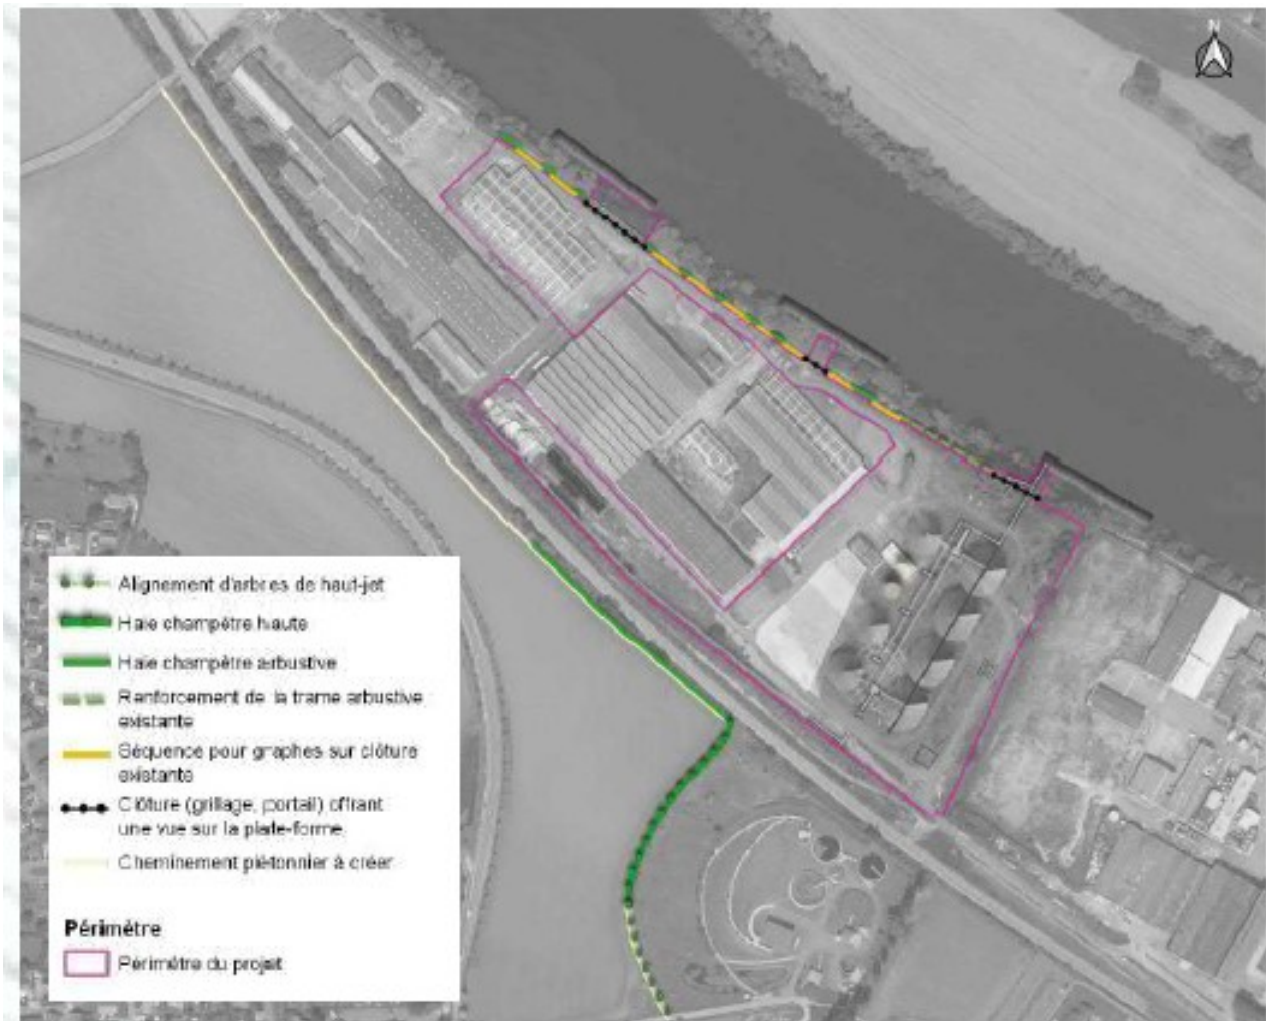 N
Alignement d'arbres de haut-jet
Haie champêtre haute
Haie champêtre arbustive
Renforcement de la trame arbustive
existante
Séquence pour graphes sur clôture
existante
Clôture (grillage, portail) offrant
une vue sur la plate-forme
Cheminement piétonnier à créer
Périmètre
Périmètre du projet